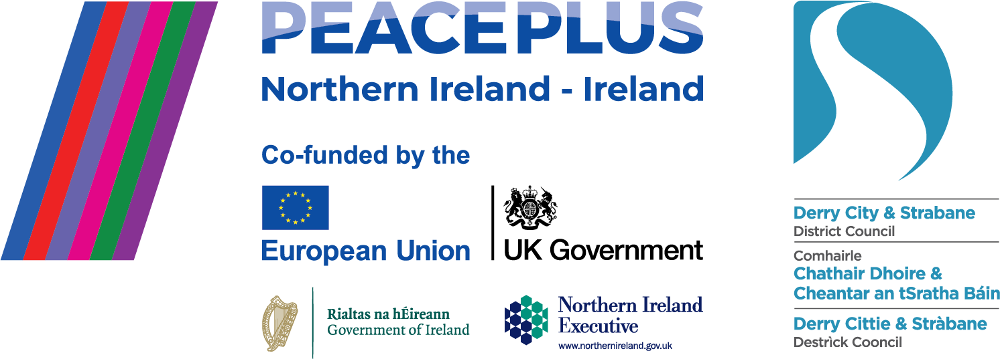 PEACEPLUS
Northern Ireland - Ireland
Co-funded by the
European Union
UK Government
Rialtas na hÉireann
Government of Ireland
Northern Ireland
Executive
www.northernireland.gov.uk
Derry City & Strabane
District Council
Comhairle
Chathair Dhoire &
Cheantar an tSratha Báin
Derry Cittie & Stràbane
Destrìck Cooncil